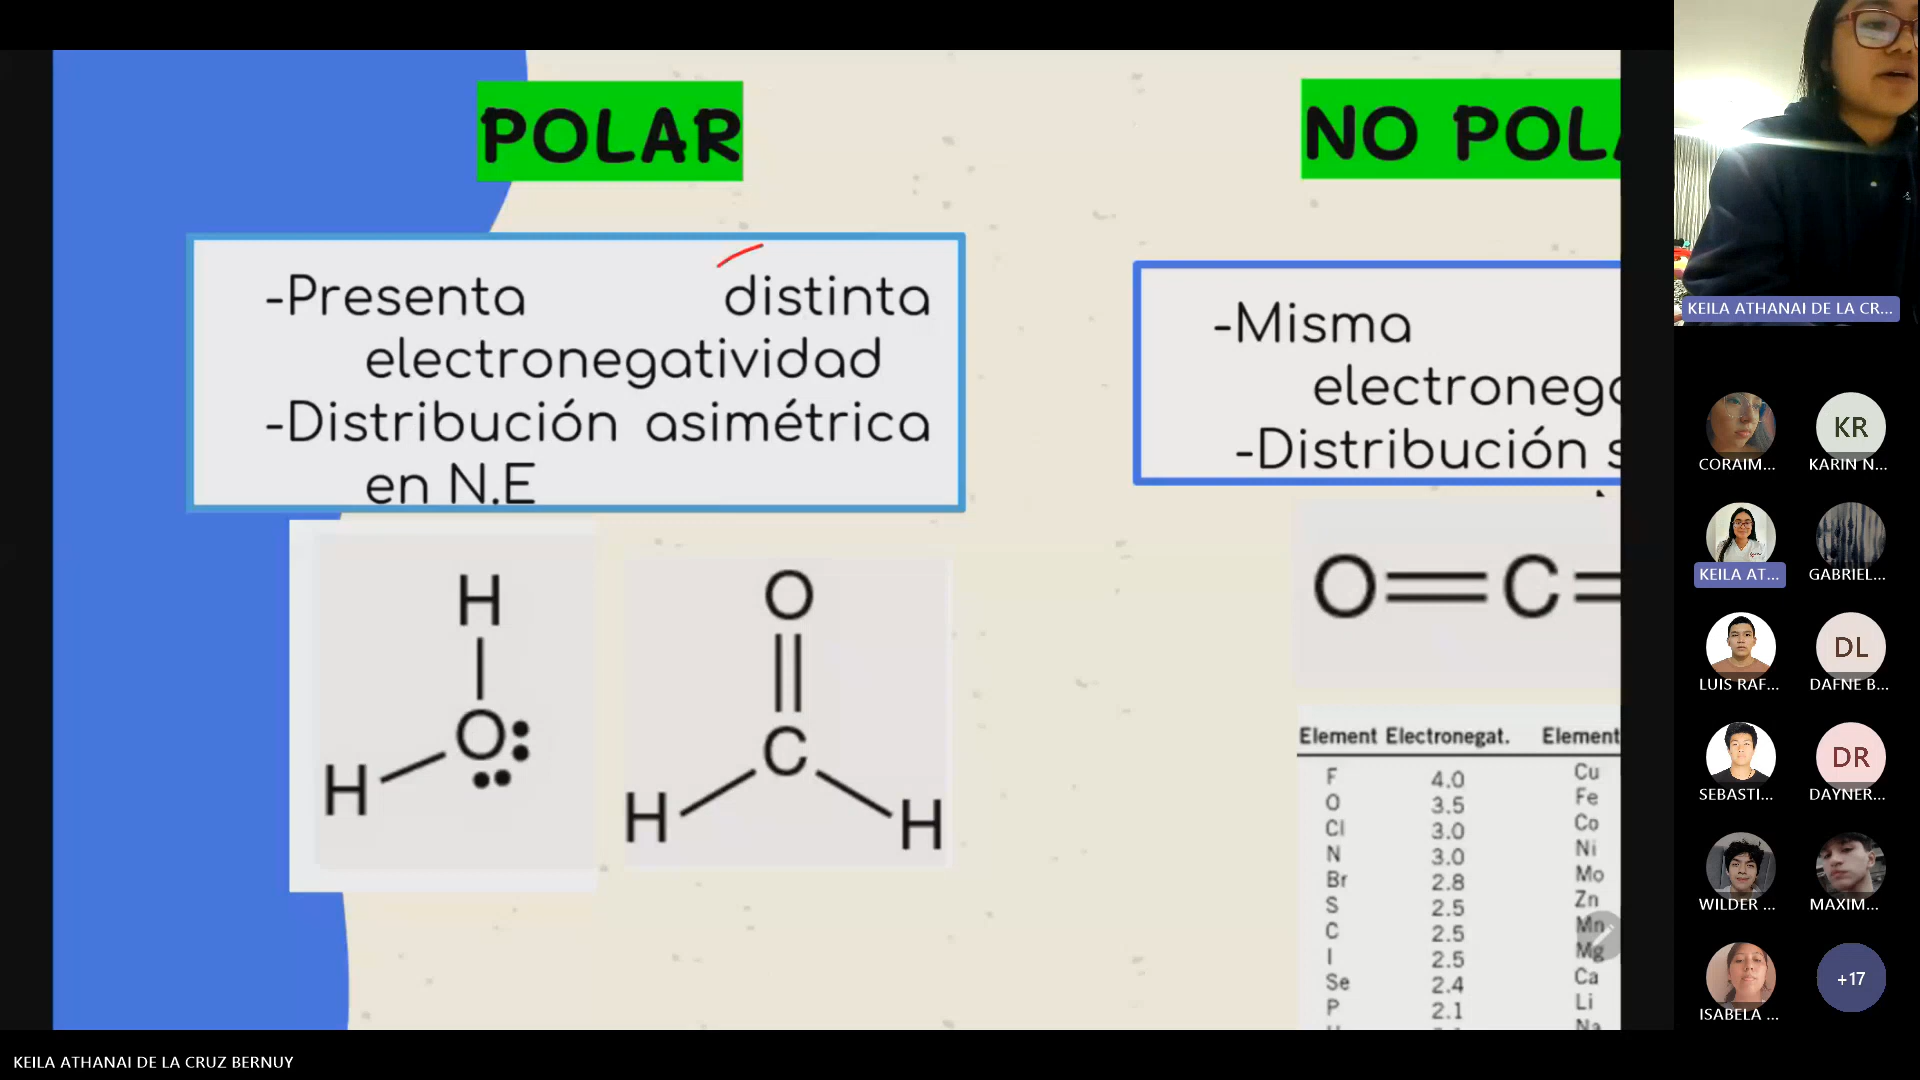 POLAR
-Presenta distinta
electronegatividad
-Distribución asimétrica
en N.E
H
O
H
O
C
H H
NO POL
-Misma
electroneg
-Distribución s
O C
Element Electronegat. Element
F 4.0 Cu
O 3.5 Fe
Cl 3.0 Co
N 3.0 Ni
Br 2.8 Mo
S 2.5 Zn
C 2.5 Mn
I 2.5 Mg
Se 2.4 Ca
P 2.1 Li
Na
KEILA ATHANAI DE LA CR...
CORAIM...
KR
KARIN N...
KEILA AT...
GABRIEL...
LUIS RAF...
DL
DAFNE B...
SEBASTI...
DR
DAYNER...
WILDER ...
MAXIM...
ISABELA ...
+17
KEILA ATHANAI DE LA CRUZ BERNUY